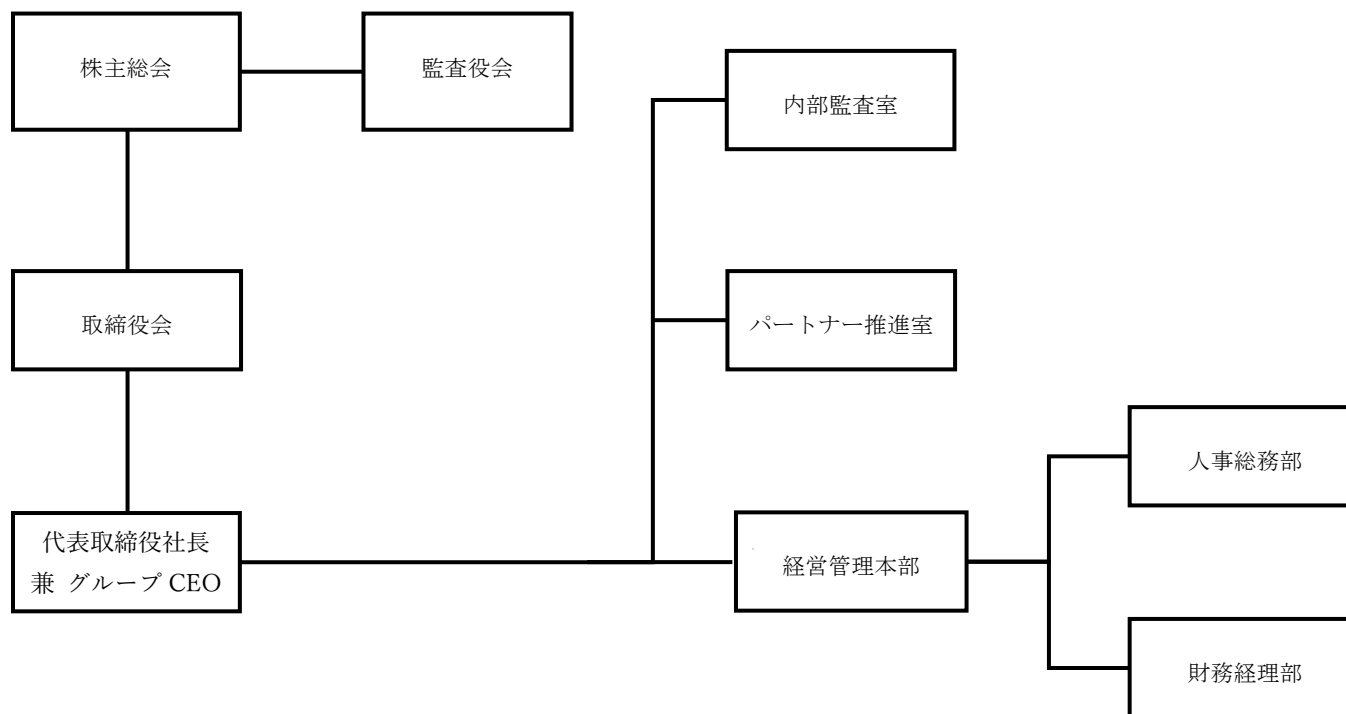 株主総会
監査役会
内部監査室
取締役会
パートナー推進室
人事総務部
代表取締役社長
兼 グループ CEO
経営管理本部
財務経理部